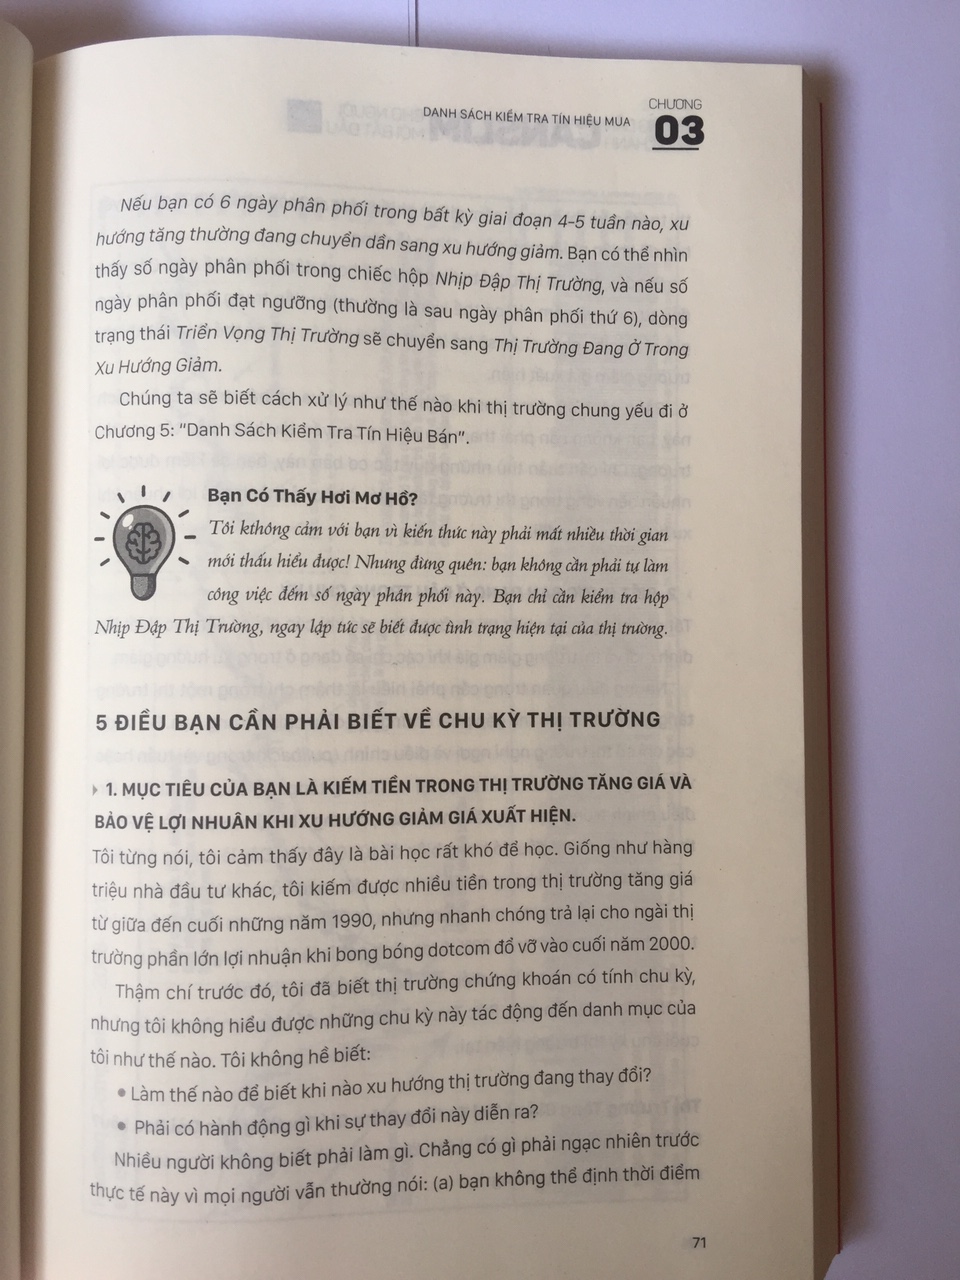 DANH SÁCH KIỂM TRA TÍN HIỆU MUA
CHƯƠNG
03
Nếu bạn có 6 ngày phân phối trong bất kỳ giai đoạn 4-5 tuần nào, xu
hướng tăng thường đang chuyển dần sang xu hướng giảm. Bạn có thể nhìn
thấy số ngày phân phối trong chiếc hộp Nhịp Đập Thị Trường, và nếu số
ngày phân phối đạt ngưỡng (thường là sau ngày phân phối thứ 6), dòng
trạng thái Triển Vọng Thị Trường sẽ chuyển sang Thị Trường Đang Ở Trong
Xu Hướng Giảm.
Chúng ta sẽ biết cách xử lý như thế nào khi thị trường chung yếu đi ở
Chương 5: “Danh Sách Kiểm Tra Tín Hiệu Bán”.
Bạn Có Thấy Hơi Mơ Hồ?
Tôi kthông cảm với bạn vì kiến thức này phải mất nhiều thời gian
mới thấu hiểu được! Nhưng đừng quên: bạn không cần phải tự làm
công việc đếm số ngày phân phối này. Bạn chỉ cần kiểm tra hộp
Nhịp Đập Thị Trường, ngay lập tức sẽ biết được tình trạng hiện tại của thị trường.
5 ĐIỀU BẠN CẦN PHẢI BIẾT VỀ CHU KỲ THỊ TRƯỜNG
1. MỤC TIÊU CỦA BẠN LÀ KIẾM TIỀN TRONG THỊ TRƯỜNG TĂNG GIÁ VÀ
BẢO VỆ LỢI NHUÂN KHI XU HƯỚNG GIẢM GIÁ XUẤT HIỆN.
Tôi từng nói, tôi cảm thấy đây là bài học rất khó để học. Giống như hàng
triệu nhà đầu tư khác, tôi kiếm được nhiều tiền trong thị trường tăng giá
từ giữa đến cuối những năm 1990, nhưng nhanh chóng trả lại cho ngài thị
trường phần lớn lợi nhuận khi bong bóng dotcom đổ vỡ vào cuối năm 2000.
Thậm chí trước đó, tôi đã biết thị trường chứng khoán có tính chu kỳ,
nhưng tôi không hiểu được những chu kỳ này tác động đến danh mục của
tôi như thế nào. Tôi không hề biết:
• Làm thế nào để biết khi nào xu hướng thị trường đang thay đổi?
• Phải có hành động gì khi sự thay đổi này diễn ra?
Nhiều người không biết phải làm gì. Chẳng có gì phải ngạc nhiên trước
thực tế này vì mọi người vẫn thường nói: (a) bạn không thể định thời điểm
71